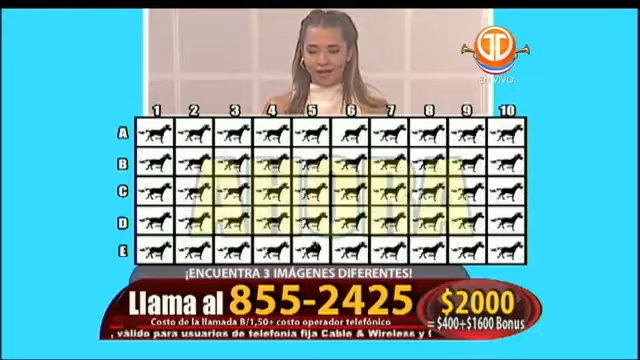 EN VIVO
1 2 3 4 5 6 7 8 9 10
A
B
AHORA
C
D
E
¡ENCUENTRA 3 IMÁGENES DIFERENTES!
Llama al 855-2425
Costo de la llamada B/1,50+ costo operador telefónico
$2000
= $400+$1600 Bonus
, válido para usuarios de telefonía fija Cable & Wireless y